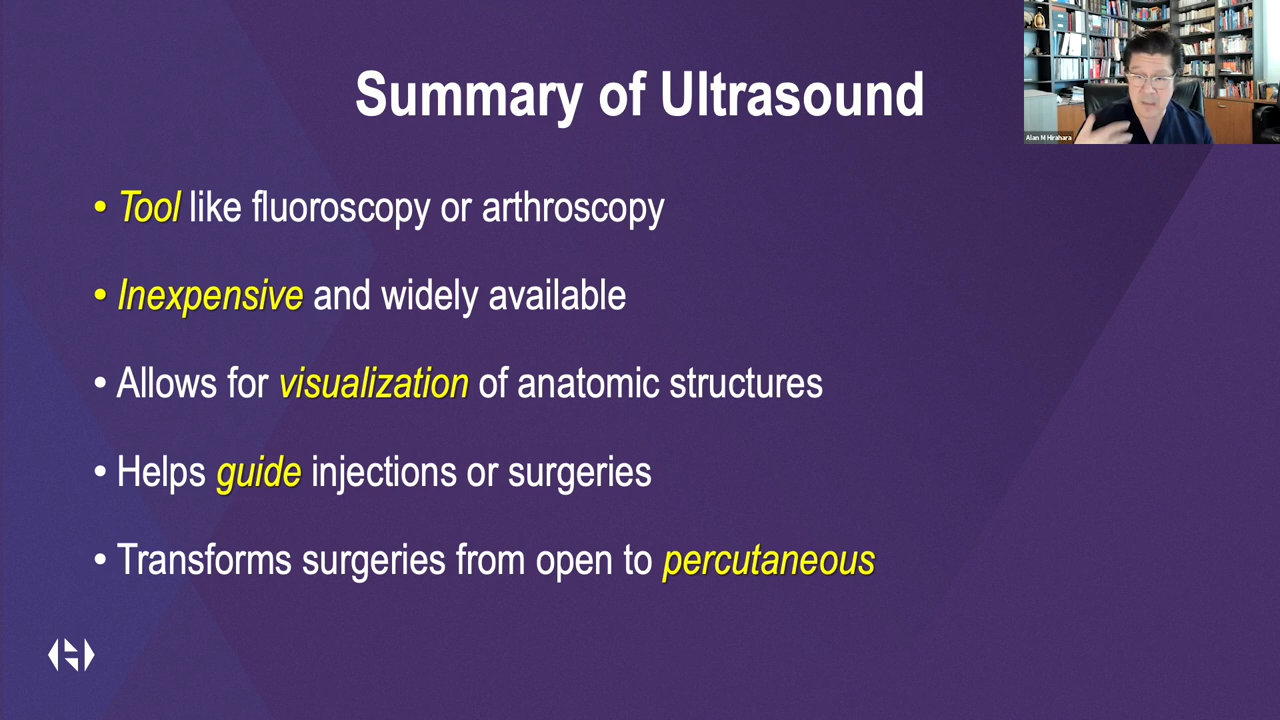 Summary of Ultrasound
Alan M Hirahara
• Tool like fluoroscopy or arthroscopy
• Inexpensive and widely available
• Allows for visualization of anatomic structures
• Helps guide injections or surgeries
• Transforms surgeries from open to percutaneous